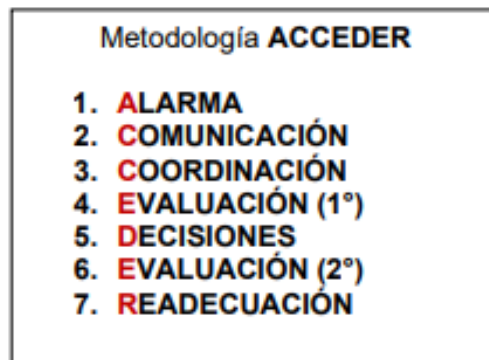 Metodología ACCEDER
1. ALARMA
2. COMUNICACIÓN
3. COORDINACIÓN
4. EVALUACIÓN (1°)
5. DECISIONES
6. EVALUACIÓN (2°)
7. READECUACIÓN